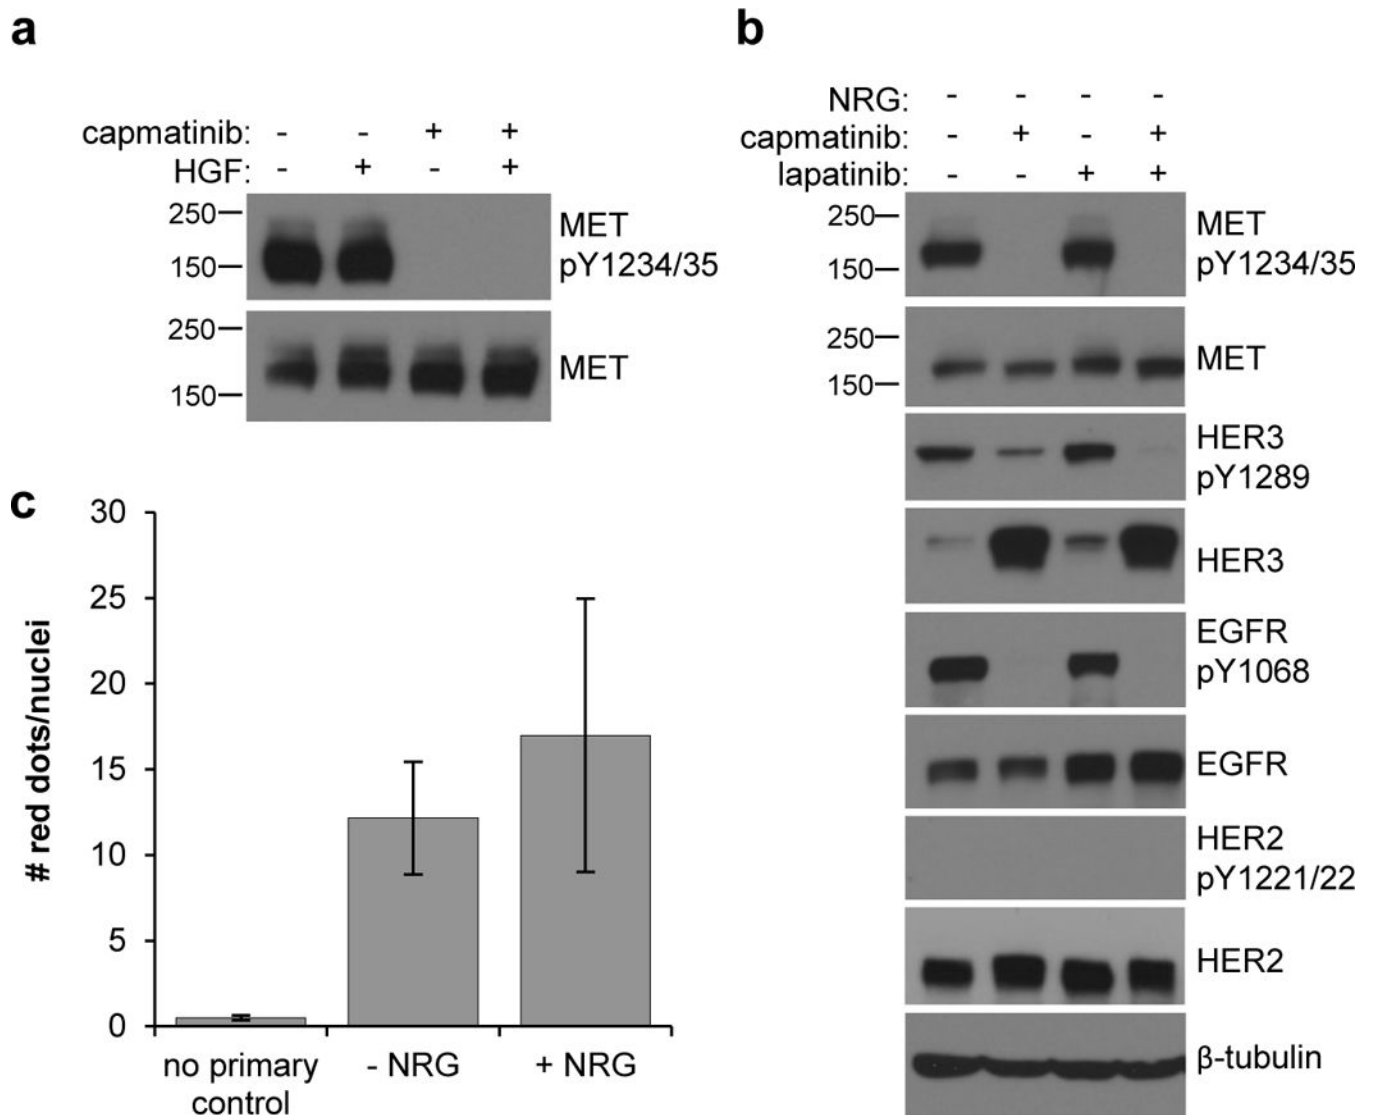 a
capmatinib: - - + +
HGF: - + - +
250
150
MET
pY1234/35
250
150
MET
b
NRG: - - - -
capmatinib: - + - +
lapatinib: - - + +
250
150
MET
pY1234/35
250
150
MET
HER3
pY1289
HER3
EGFR
pY1068
EGFR
HER2
pY1221/22
HER2
β-tubulin
c
# red dots/nuclei
30
25
20
15
10
5
0
no primary
control
- NRG
+ NRG